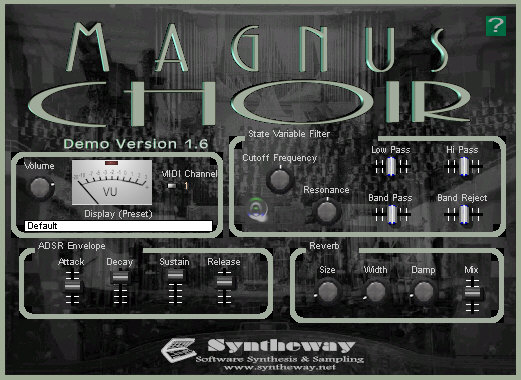 ?
MAGNUS
CHOIR
Demo Version 1.6
State Variable Filter
Volume
VU
MIDI Channel
1
Display (Preset)
Default
Cutoff Frequency
Resonance
Low Pass
Hi Pass
Band Pass
Band Reject
ADSR Envelope
Attack
Decay
Sustain
Release
Reverb
Size
Width
Damp
Mix
Syntheway
Software Synthesis & Sampling
www.syntheway.net